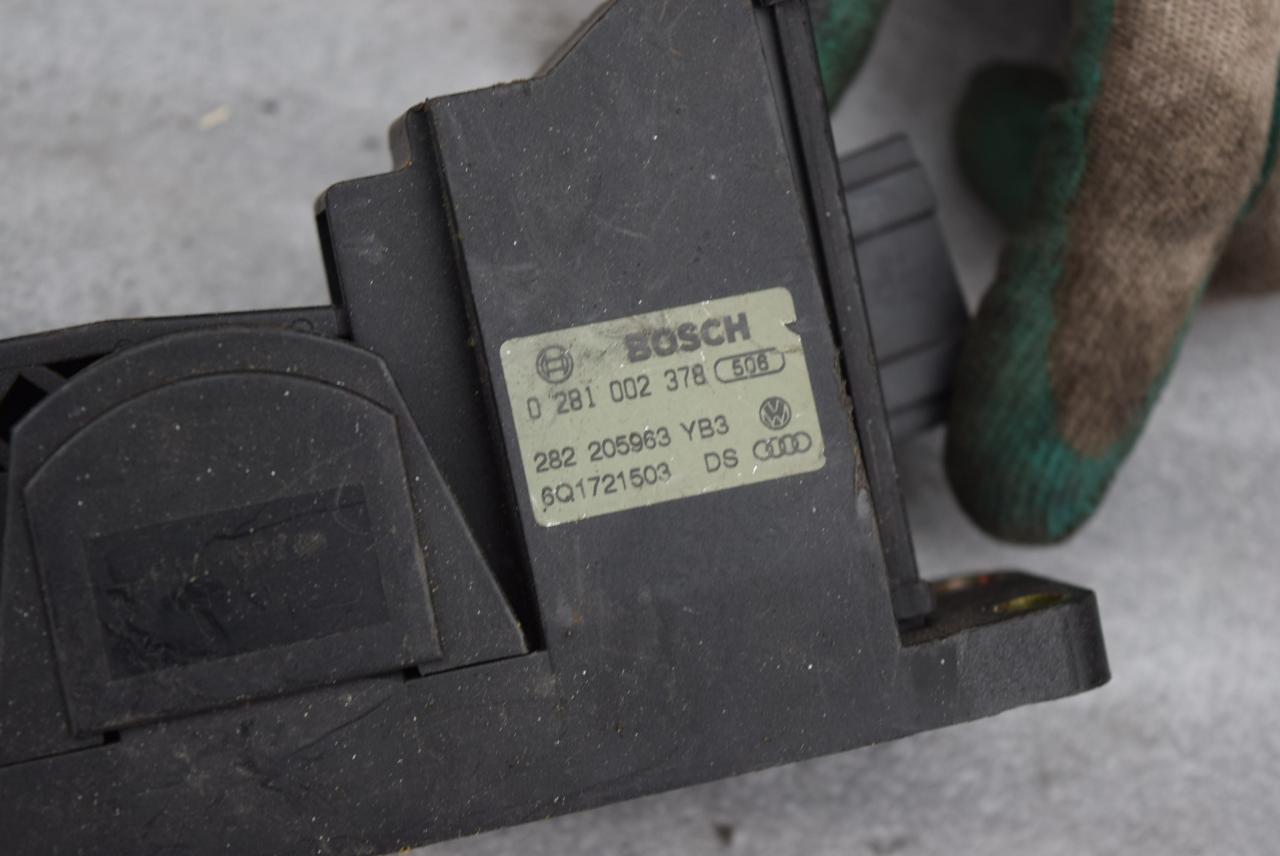 BOSCH
0 281 002 378 506
282 205963 YB3
6Q1721503 DS